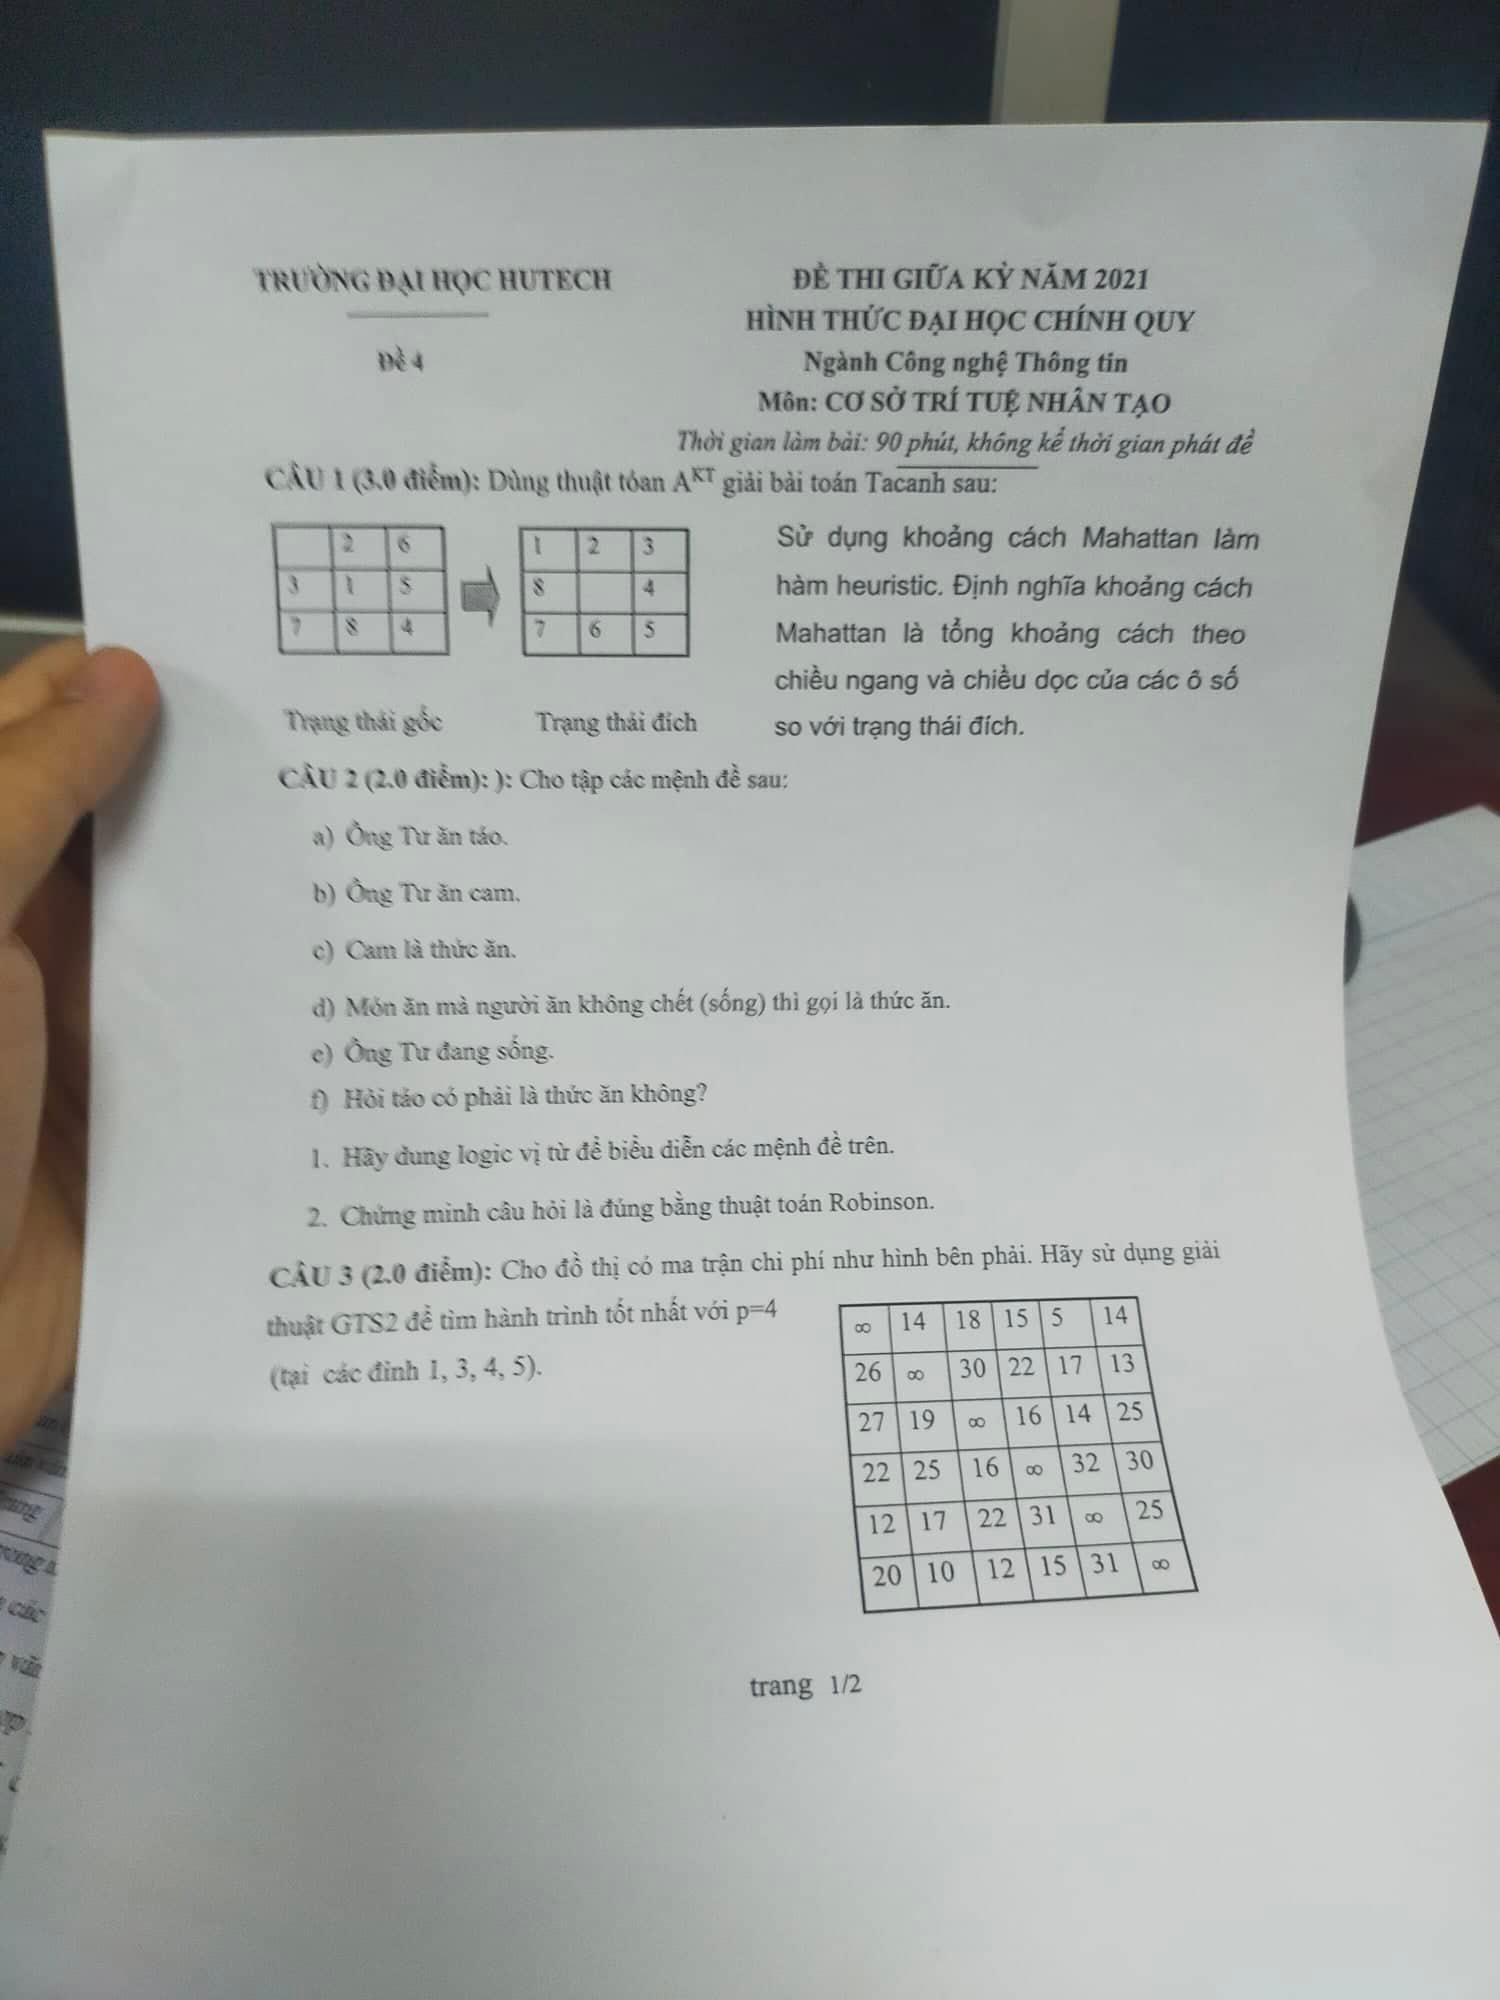 TRƯỜNG ĐẠI HỌC HUTECH
Đề 4
ĐỀ THI GIỮA KỲ NĂM 2021
HÌNH THỨC ĐẠI HỌC CHÍNH QUY
Ngành Công nghệ Thông tin
Môn: CƠ SỞ TRÍ TUỆ NHÂN TẠO
Thời gian làm bài: 90 phút, không kể thời gian phát đề
CÂU 1 (3.0 điểm): Dùng thuật tóan A^KT giải bài toán Tacanh sau:
2 6
3 1 5
7 8 4
1 2 3
8 4
7 6 5
Trạng thái gốc
Trạng thái đích
Sử dụng khoảng cách Mahattan làm
hàm heuristic. Định nghĩa khoảng cách
Mahattan là tổng khoảng cách theo
chiều ngang và chiều dọc của các ô số
so với trạng thái đích.
CÂU 2 (2.0 điểm): ): Cho tập các mệnh đề sau:
a) Ông Tư ăn táo.
b) Ông Tư ăn cam.
c) Cam là thức ăn.
d) Món ăn mà người ăn không chết (sống) thì gọi là thức ăn.
e) Ông Tư đang sống.
f) Hỏi táo có phải là thức ăn không?
1. Hãy dung logic vị từ để biểu diễn các mệnh đề trên.
2. Chứng minh câu hỏi là đúng bằng thuật toán Robinson.
CÂU 3 (2.0 điểm): Cho đồ thị có ma trận chi phí như hình bên phải. Hãy sử dụng giải
thuật GTS2 để tìm hành trình tốt nhất với p=4
(tại các đỉnh 1, 3, 4, 5).
∞ 14 18 15 5 14
26 ∞ 30 22 17 13
27 19 ∞ 16 14 25
22 25 16 ∞ 32 30
12 17 22 31 ∞ 25
20 10 12 15 31 ∞
trang 1/2